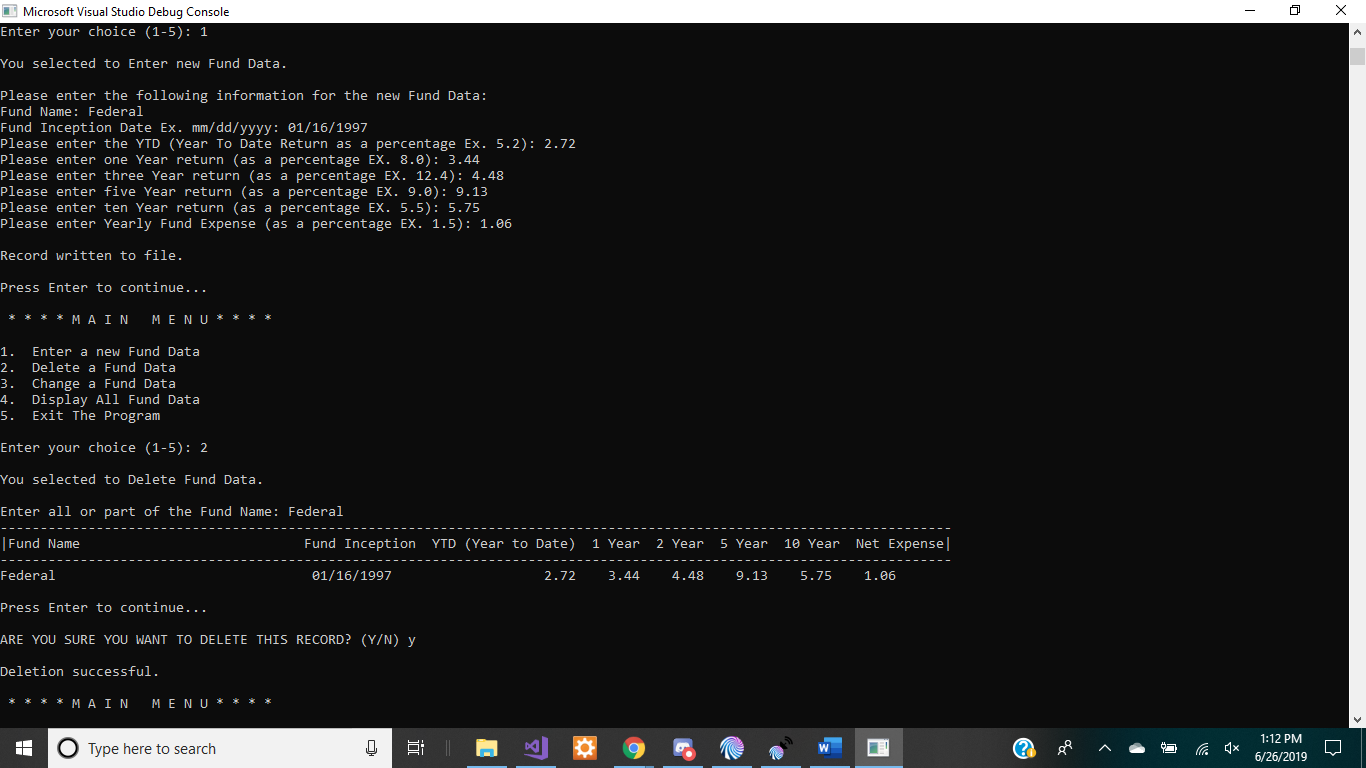 Microsoft Visual Studio Debug Console
Enter your choice (1-5): 1
You selected to Enter new Fund Data.
Please enter the following information for the new Fund Data:
Fund Name: Federal
Fund Inception Date Ex. mm/dd/yyyy: 01/16/1997
Please enter the YTD (Year To Date Return as a percentage Ex. 5.2): 2.72
Please enter one Year return (as a percentage EX. 8.0): 3.44
Please enter three Year return (as a percentage EX. 12.4): 4.48
Please enter five Year return (as a percentage EX. 9.0): 9.13
Please enter ten Year return (as a percentage EX. 5.5): 5.75
Please enter Yearly Fund Expense (as a percentage EX. 1.5): 1.06
Record written to file.
Press Enter to continue...
* * * * M A I N   M E N U * * * *
1.  Enter a new Fund Data
2.  Delete a Fund Data
3.  Change a Fund Data
4.  Display All Fund Data
5.  Exit The Program
Enter your choice (1-5): 2
You selected to Delete Fund Data.
Enter all or part of the Fund Name: Federal
-----------------------------------------------------------------------------------------------------------------------
|Fund Name                            Fund Inception  YTD (Year to Date)  1 Year  2 Year  5 Year  10 Year  Net Expense|
-----------------------------------------------------------------------------------------------------------------------
Federal                                01/16/1997                   2.72    3.44    4.48    9.13    5.75    1.06
Press Enter to continue...
ARE YOU SURE YOU WANT TO DELETE THIS RECORD? (Y/N) y
Deletion successful.
* * * * M A I N   M E N U * * * *
Type here to search
1:12 PM
6/26/2019